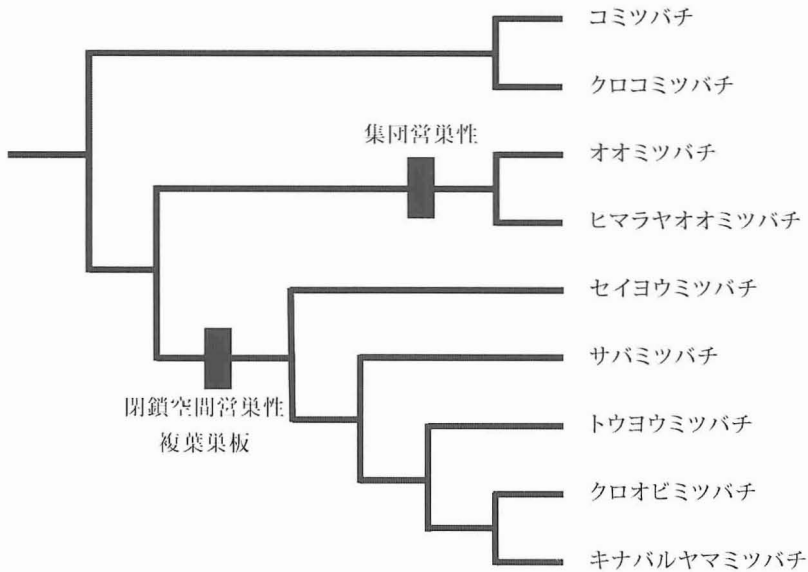 コミツバチ
クロコミツバチ
集団営巣性
オオミツバチ
ヒマラヤオオミツバチ
セイヨウミツバチ
サバミツバチ
閉鎖空間営巣性
複葉巣板
トウヨウミツバチ
クロオビミツバチ
キナバルヤマミツバチ